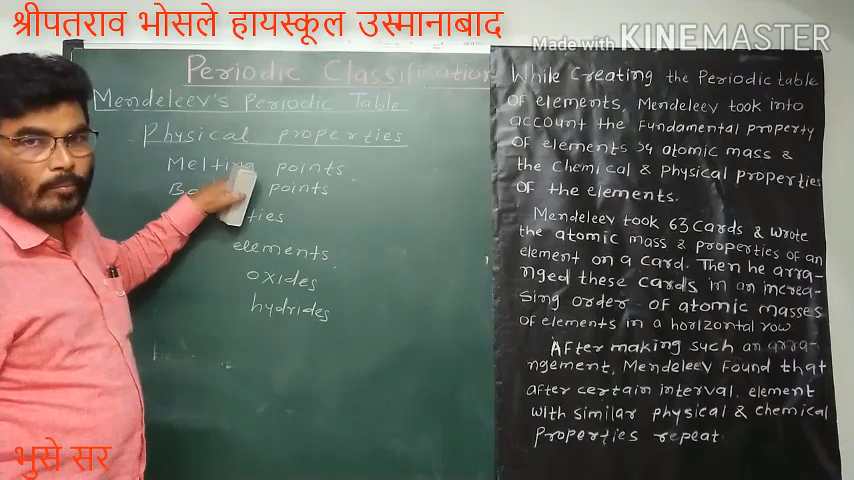 श्रीपतराव भोसले हायस्कूल उस्मानाबाद
Made with KINEMASTER
Periodic Classification
Mendeleev's Periodic Table
Physical properties
Melting points
points
ties
elements
oxides
hydrides
While Creating the Periodic table
of elements, Mendeleev took into
account the Fundamental property
of elements atomic mass &
the Chemical & physical properties
of the elements.
Mendeleev took 63 Cards & wrote
the atomic mass & properties of an
element on a card. Then he arra-
nged these cards in an increa-
sing order of atomic masses
of elements in a horizontal row
After making such an arra-
ngement, Mendeleev Found that
after certain interval. element
with similar physical & chemical
properties repeat.
भुसे सर